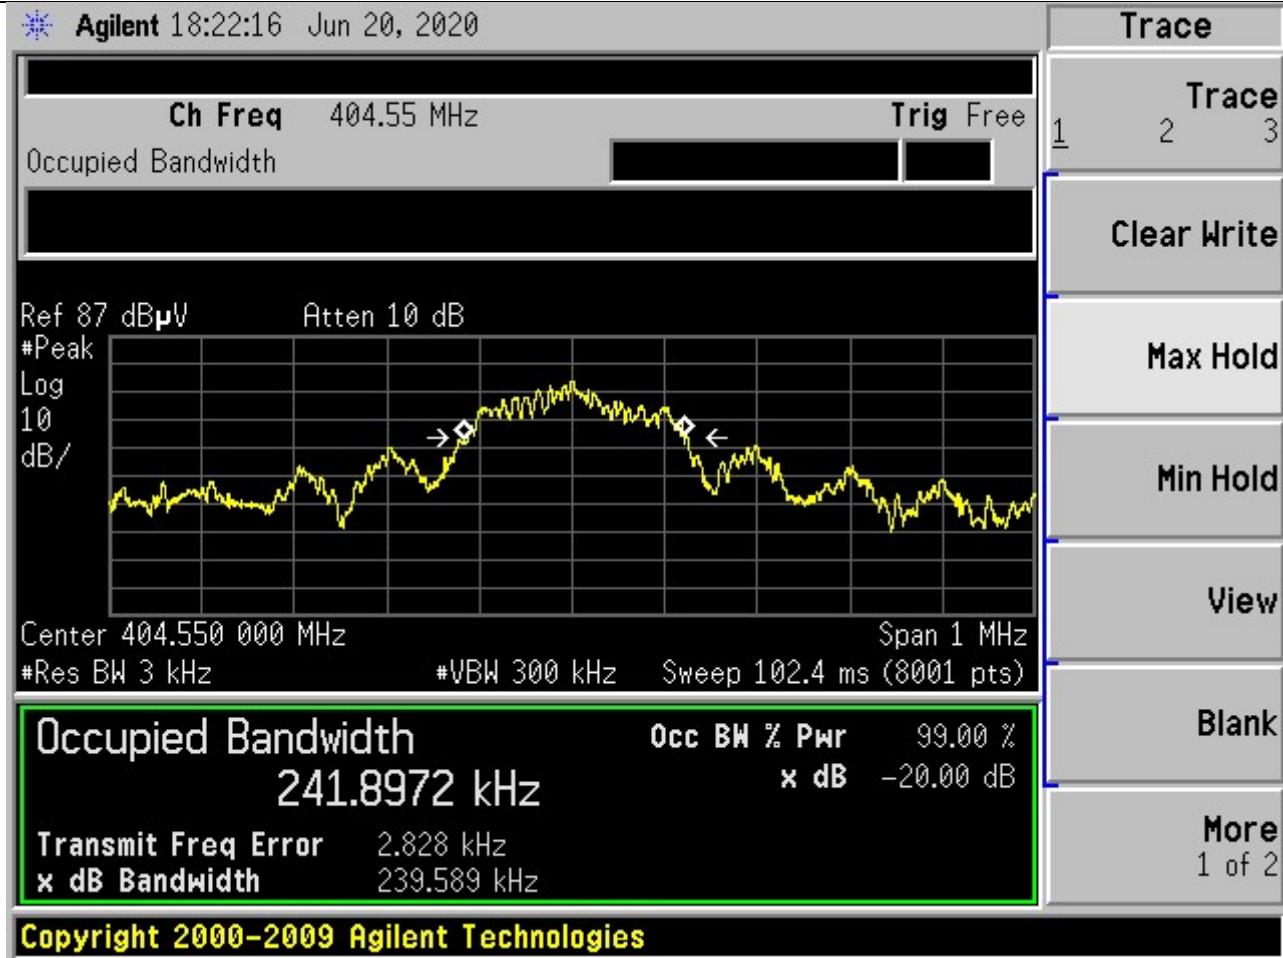 Agilent 18:22:16 Jun 20, 2020
Trace
Ch Freq 404.55 MHz
Trig Free
Occupied Bandwidth
Trace
1 2 3
Clear Write
Max Hold
Min Hold
View
Blank
More
1 of 2
Ref 87 dBµV
Atten 10 dB
#Peak
Log
10
dB/
Center 404.550 000 MHz
Span 1 MHz
#Res BW 3 kHz
#VBW 300 kHz
Sweep 102.4 ms (8001 pts)
Occupied Bandwidth
241.8972 kHz
Occ BW % Pwr 99.00 %
x dB -20.00 dB
Transmit Freq Error 2.828 kHz
x dB Bandwidth 239.589 kHz
Copyright 2000-2009 Agilent Technologies